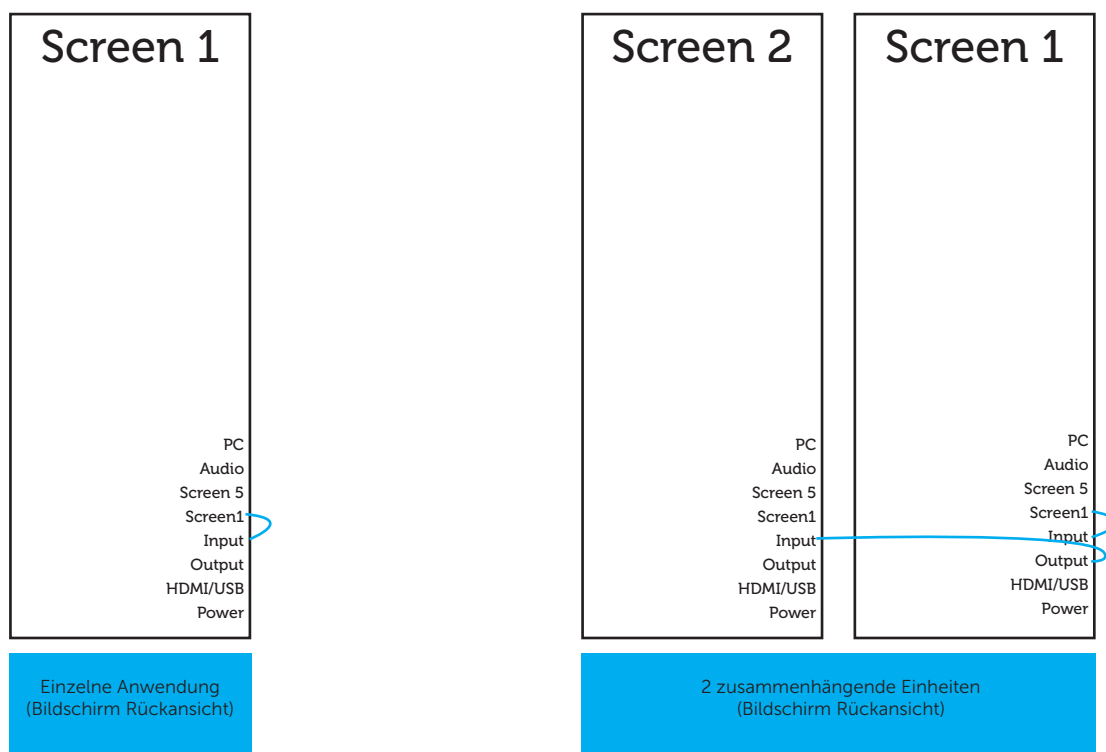 Screen 1
PC
Audio
Screen 5
Screen1
Input
Output
HDMI/USB
Power
Einzelne Anwendung
(Bildschirm Rückansicht)
Screen 2
PC
Audio
Screen 5
Screen1
Input
Output
HDMI/USB
Power
Screen 1
PC
Audio
Screen 5
Screen1
Input
Output
HDMI/USB
Power
2 zusammenhängende Einheiten
(Bildschirm Rückansicht)